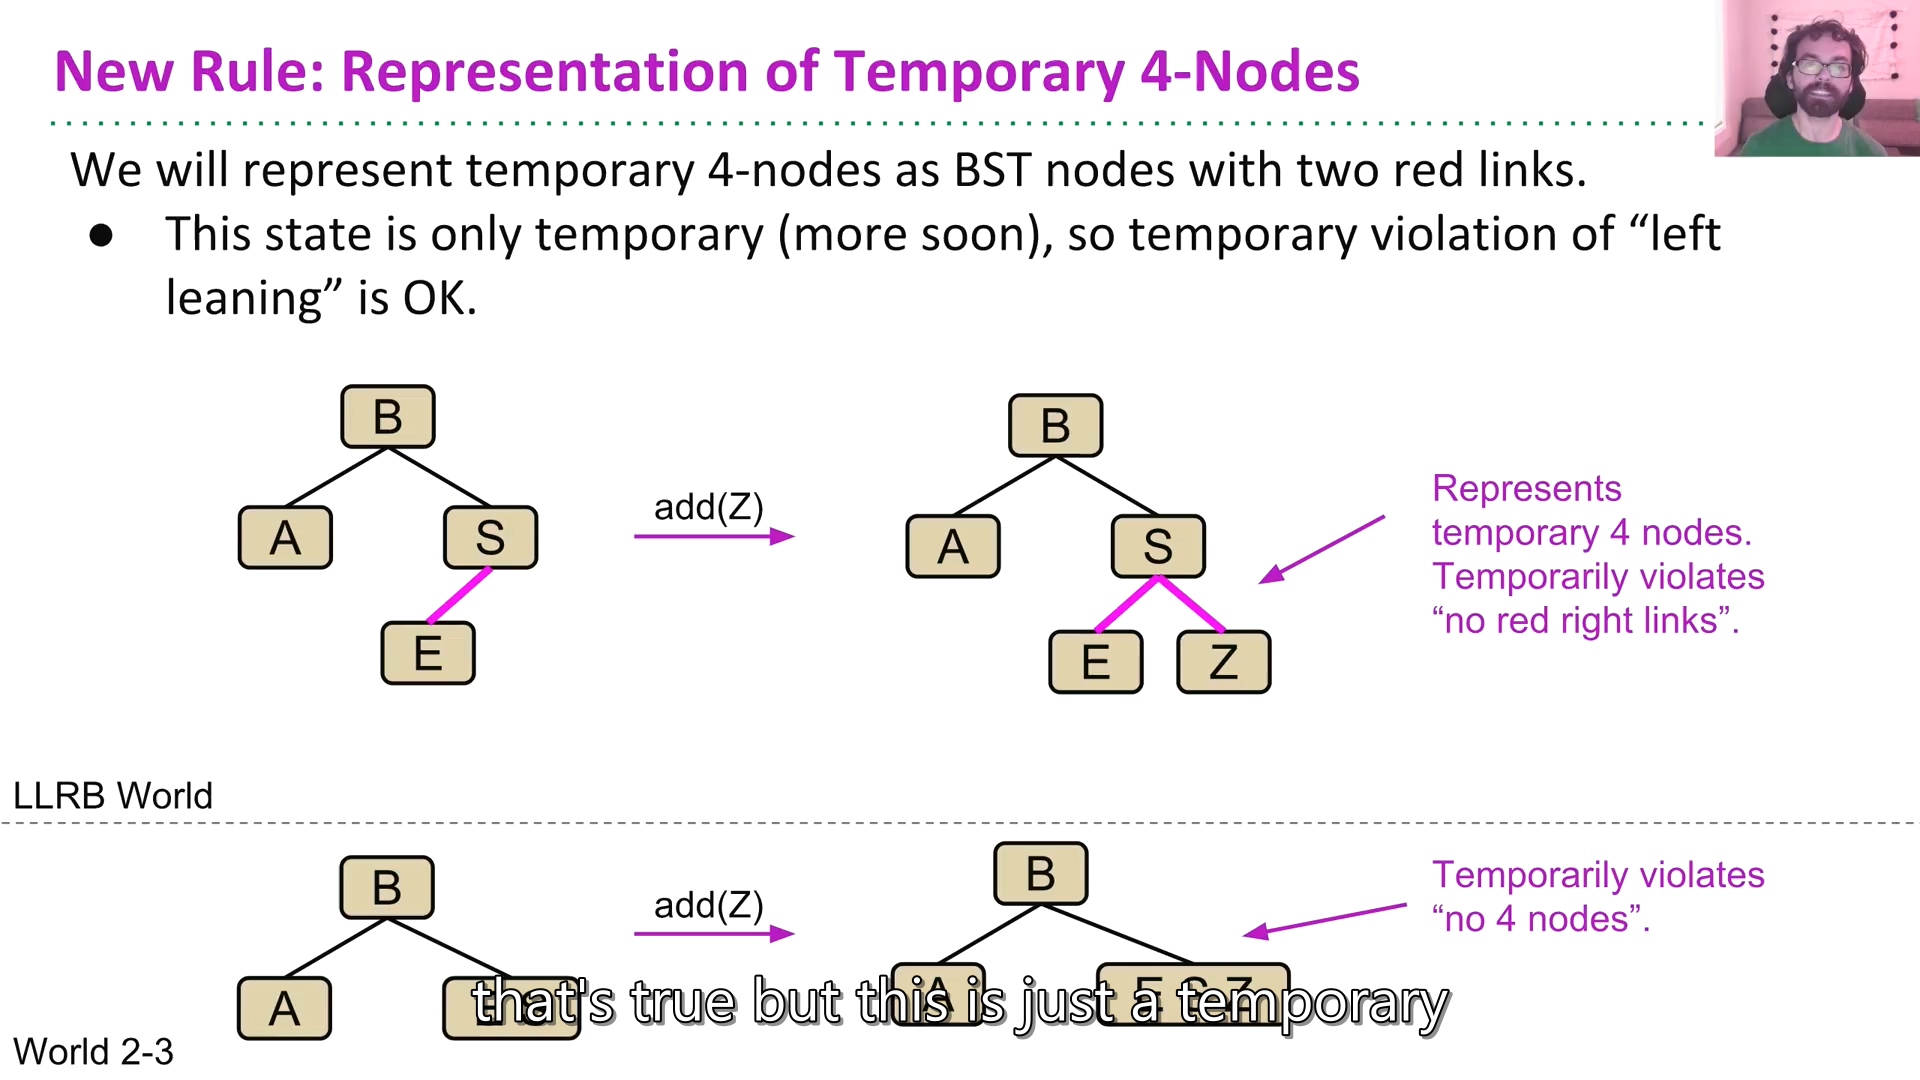 New Rule: Representation of Temporary 4-Nodes
We will represent temporary 4-nodes as BST nodes with two red links.
● This state is only temporary (more soon), so temporary violation of “left
leaning” is OK.
B
A S
E
add(Z)
B
A S
E Z
Represents
temporary 4 nodes.
Temporarily violates
“no red right links”.
LLRB World
B
A E S
add(Z)
B
A E S Z
Temporarily violates
“no 4 nodes”.
that's true but this is just a temporary
World 2-3